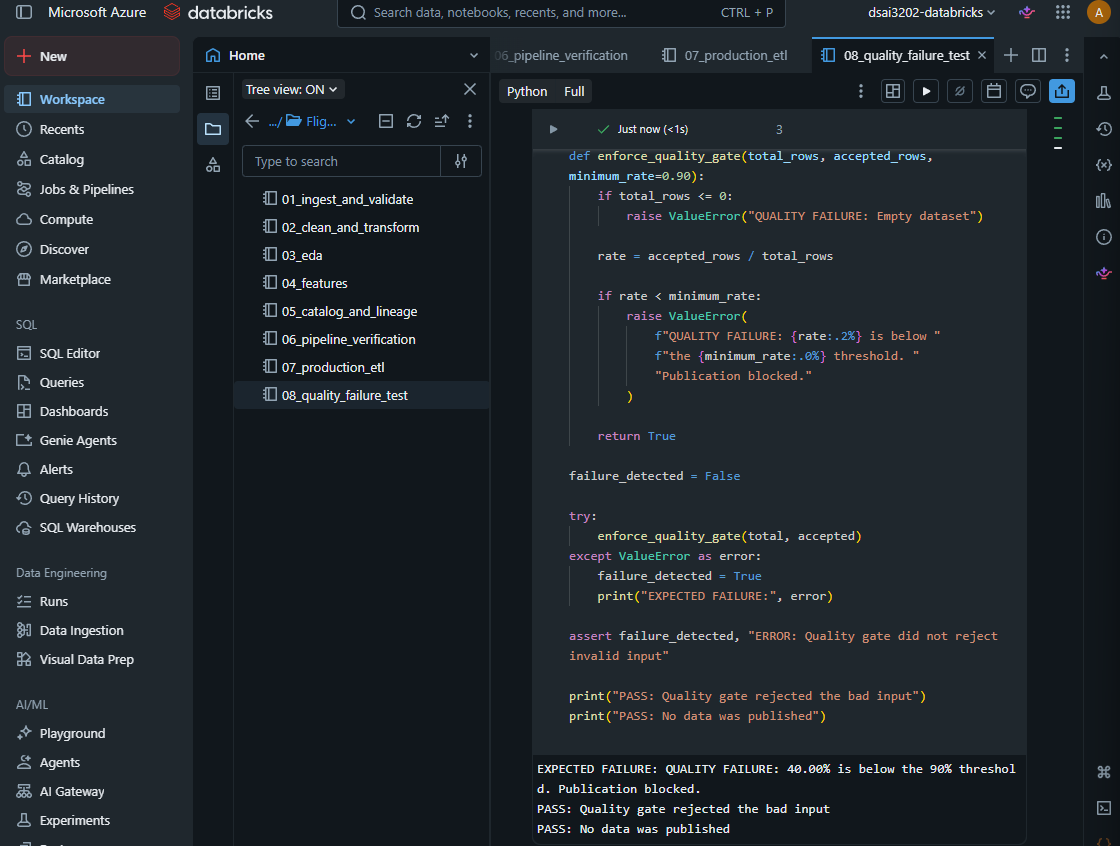 Microsoft Azure
databricks
Search data, notebooks, recents, and more...
CTRL + P
dsai3202-databricks
A
New
Workspace
Recents
Catalog
Jobs & Pipelines
Compute
Discover
Marketplace
SQL
SQL Editor
Queries
Dashboards
Genie Agents
Alerts
Query History
SQL Warehouses
Data Engineering
Runs
Data Ingestion
Visual Data Prep
AI/ML
Playground
Agents
AI Gateway
Experiments
Home
Tree view: ON
.../
Flig...
Type to search
01_ingest_and_validate
02_clean_and_transform
03_eda
04_features
05_catalog_and_lineage
06_pipeline_verification
07_production_etl
08_quality_failure_test
06_pipeline_verification
07_production_etl
08_quality_failure_test
Python
Full
Just now (<1s)
3
def enforce_quality_gate(total_rows, accepted_rows,
minimum_rate=0.90):
if total_rows <= 0:
raise ValueError("QUALITY FAILURE: Empty dataset")
rate = accepted_rows / total_rows
if rate < minimum_rate:
raise ValueError(
f"QUALITY FAILURE: {rate:.2%} is below "
f"the {minimum_rate:.0%} threshold. "
"Publication blocked."
)
return True
failure_detected = False
try:
enforce_quality_gate(total, accepted)
except ValueError as error:
failure_detected = True
print("EXPECTED FAILURE:", error)
assert failure_detected, "ERROR: Quality gate did not reject
invalid input"
print("PASS: Quality gate rejected the bad input")
print("PASS: No data was published")
EXPECTED FAILURE: QUALITY FAILURE: 40.00% is below the 90% threshol
d. Publication blocked.
PASS: Quality gate rejected the bad input
PASS: No data was published